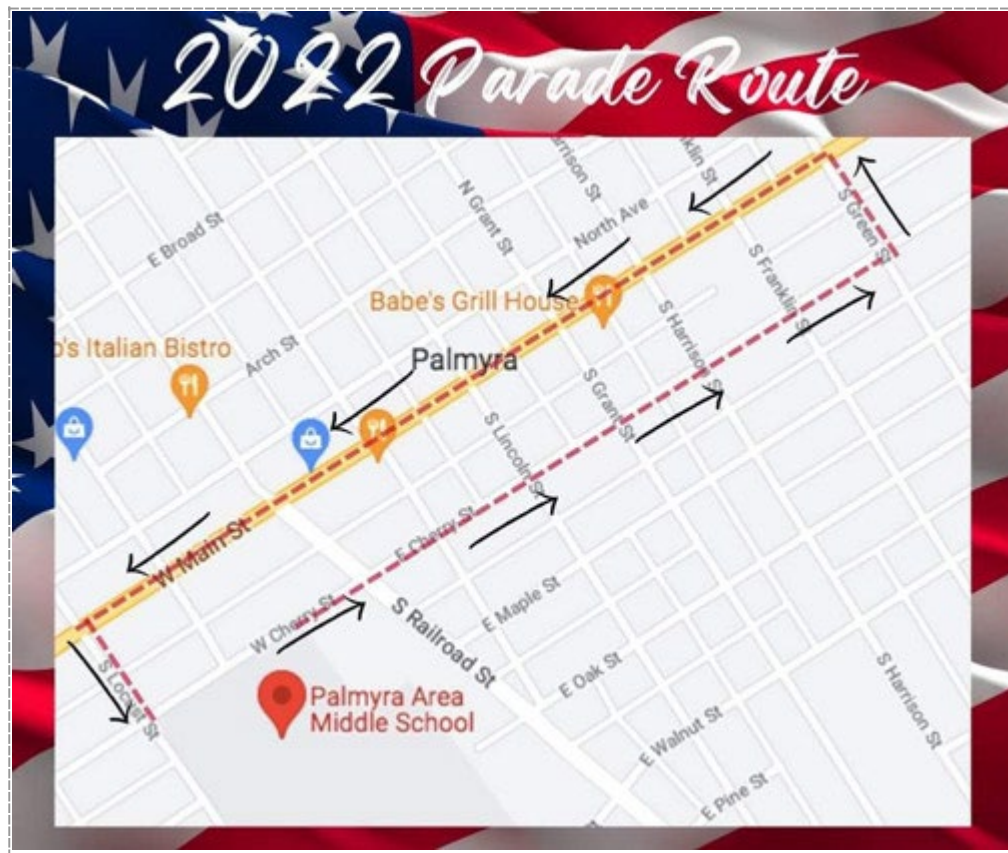 2022 Parade Route
N Grant St
North Ave
E Broad St
S Green St
S Franklin St
Babe's Grill House
S Harrison St
Italian Bistro
Arch St
Palmyra
S Grant St
S Lincoln St
W Main St
E Cherry St
W Cherry St
S Railroad St
E Maple St
S Locust St
E Oak St
S Harrison St
Palmyra Area
Middle School
E Walnut St
E Pine St